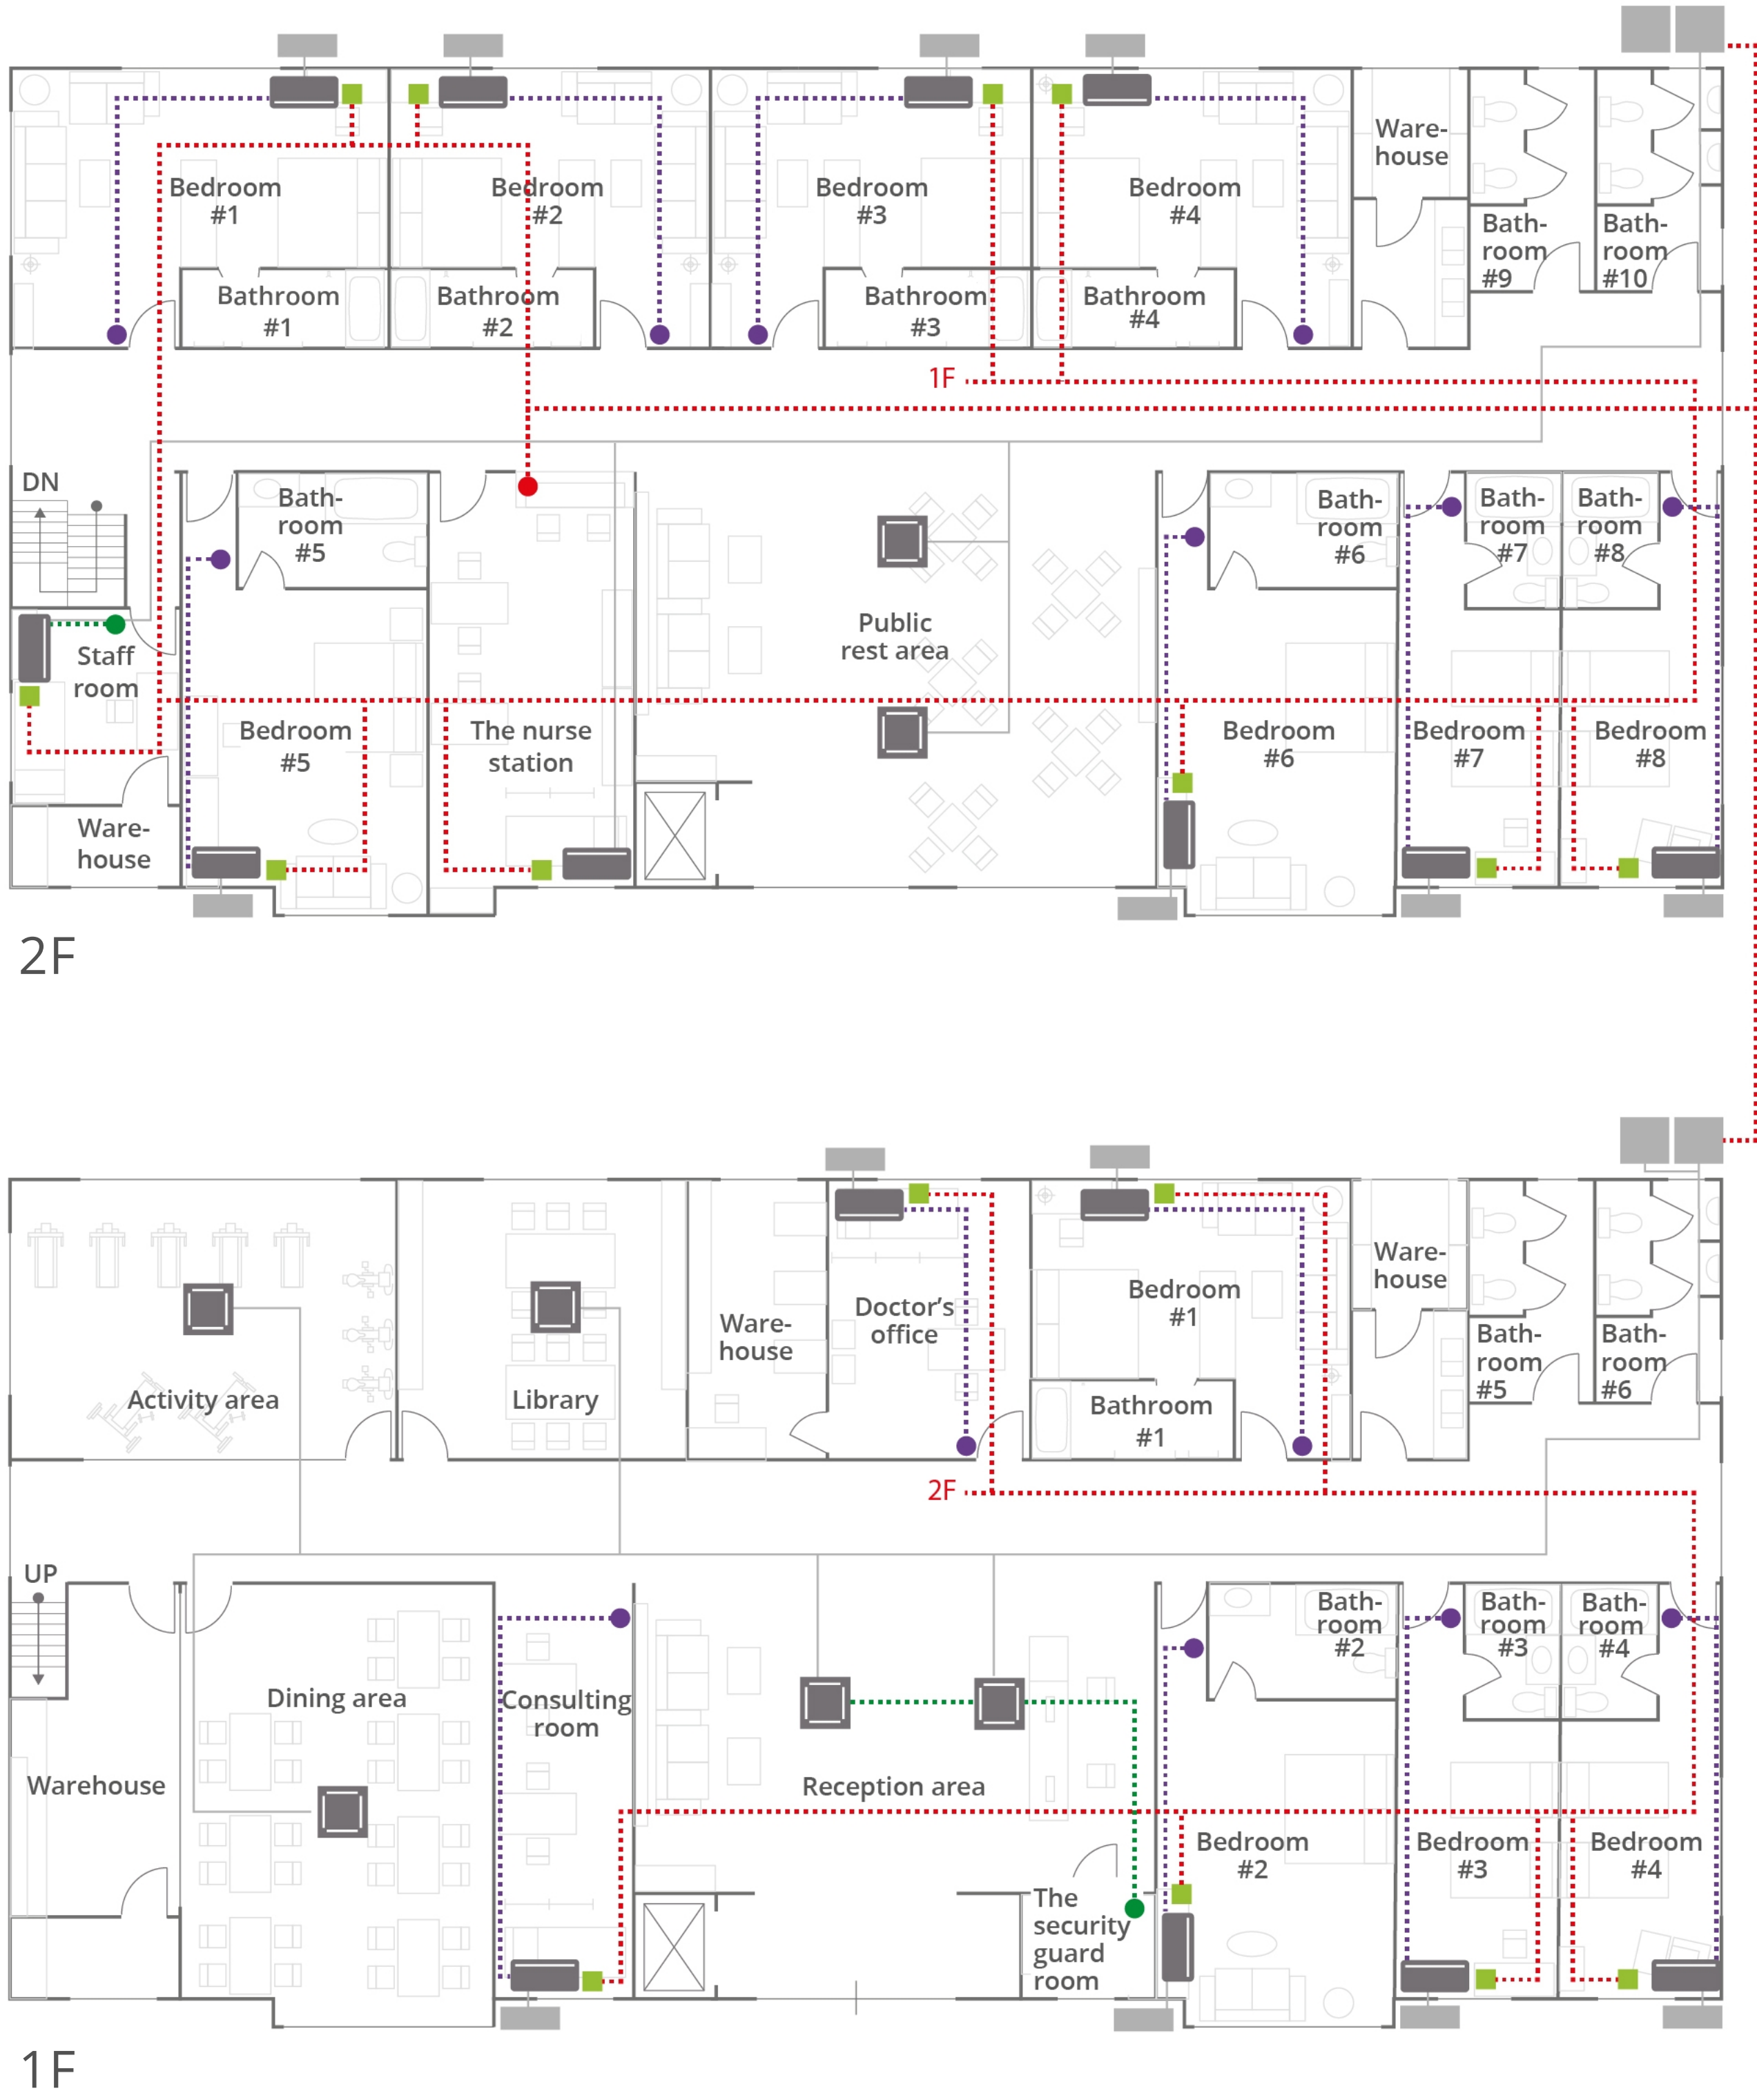 Bedroom
#1
Bedroom
#2
Bedroom
#3
Bedroom
#4
Ware-
house
Bath-
room
#9
Bath-
room
#10
Bathroom
#1
Bathroom
#2
Bathroom
#3
Bathroom
#4
1F
DN
Bath-
room
#5
Bath-
room
#6
Bath-
room
#7
Bath-
room
#8
Staff
room
Public
rest area
Bedroom
#5
The nurse
station
Bedroom
#6
Bedroom
#7
Bedroom
#8
Ware-
house
2F
Activity area
Library
Ware-
house
Doctor's
office
Bedroom
#1
Bathroom
#1
Ware-
house
Bath-
room
#5
Bath-
room
#6
2F
UP
Dining area
Consulting
room
Bath-
room
#2
Bath-
room
#3
Bath-
room
#4
Warehouse
Reception area
Bedroom
#2
Bedroom
#3
Bedroom
#4
The
security
guard
room
1F